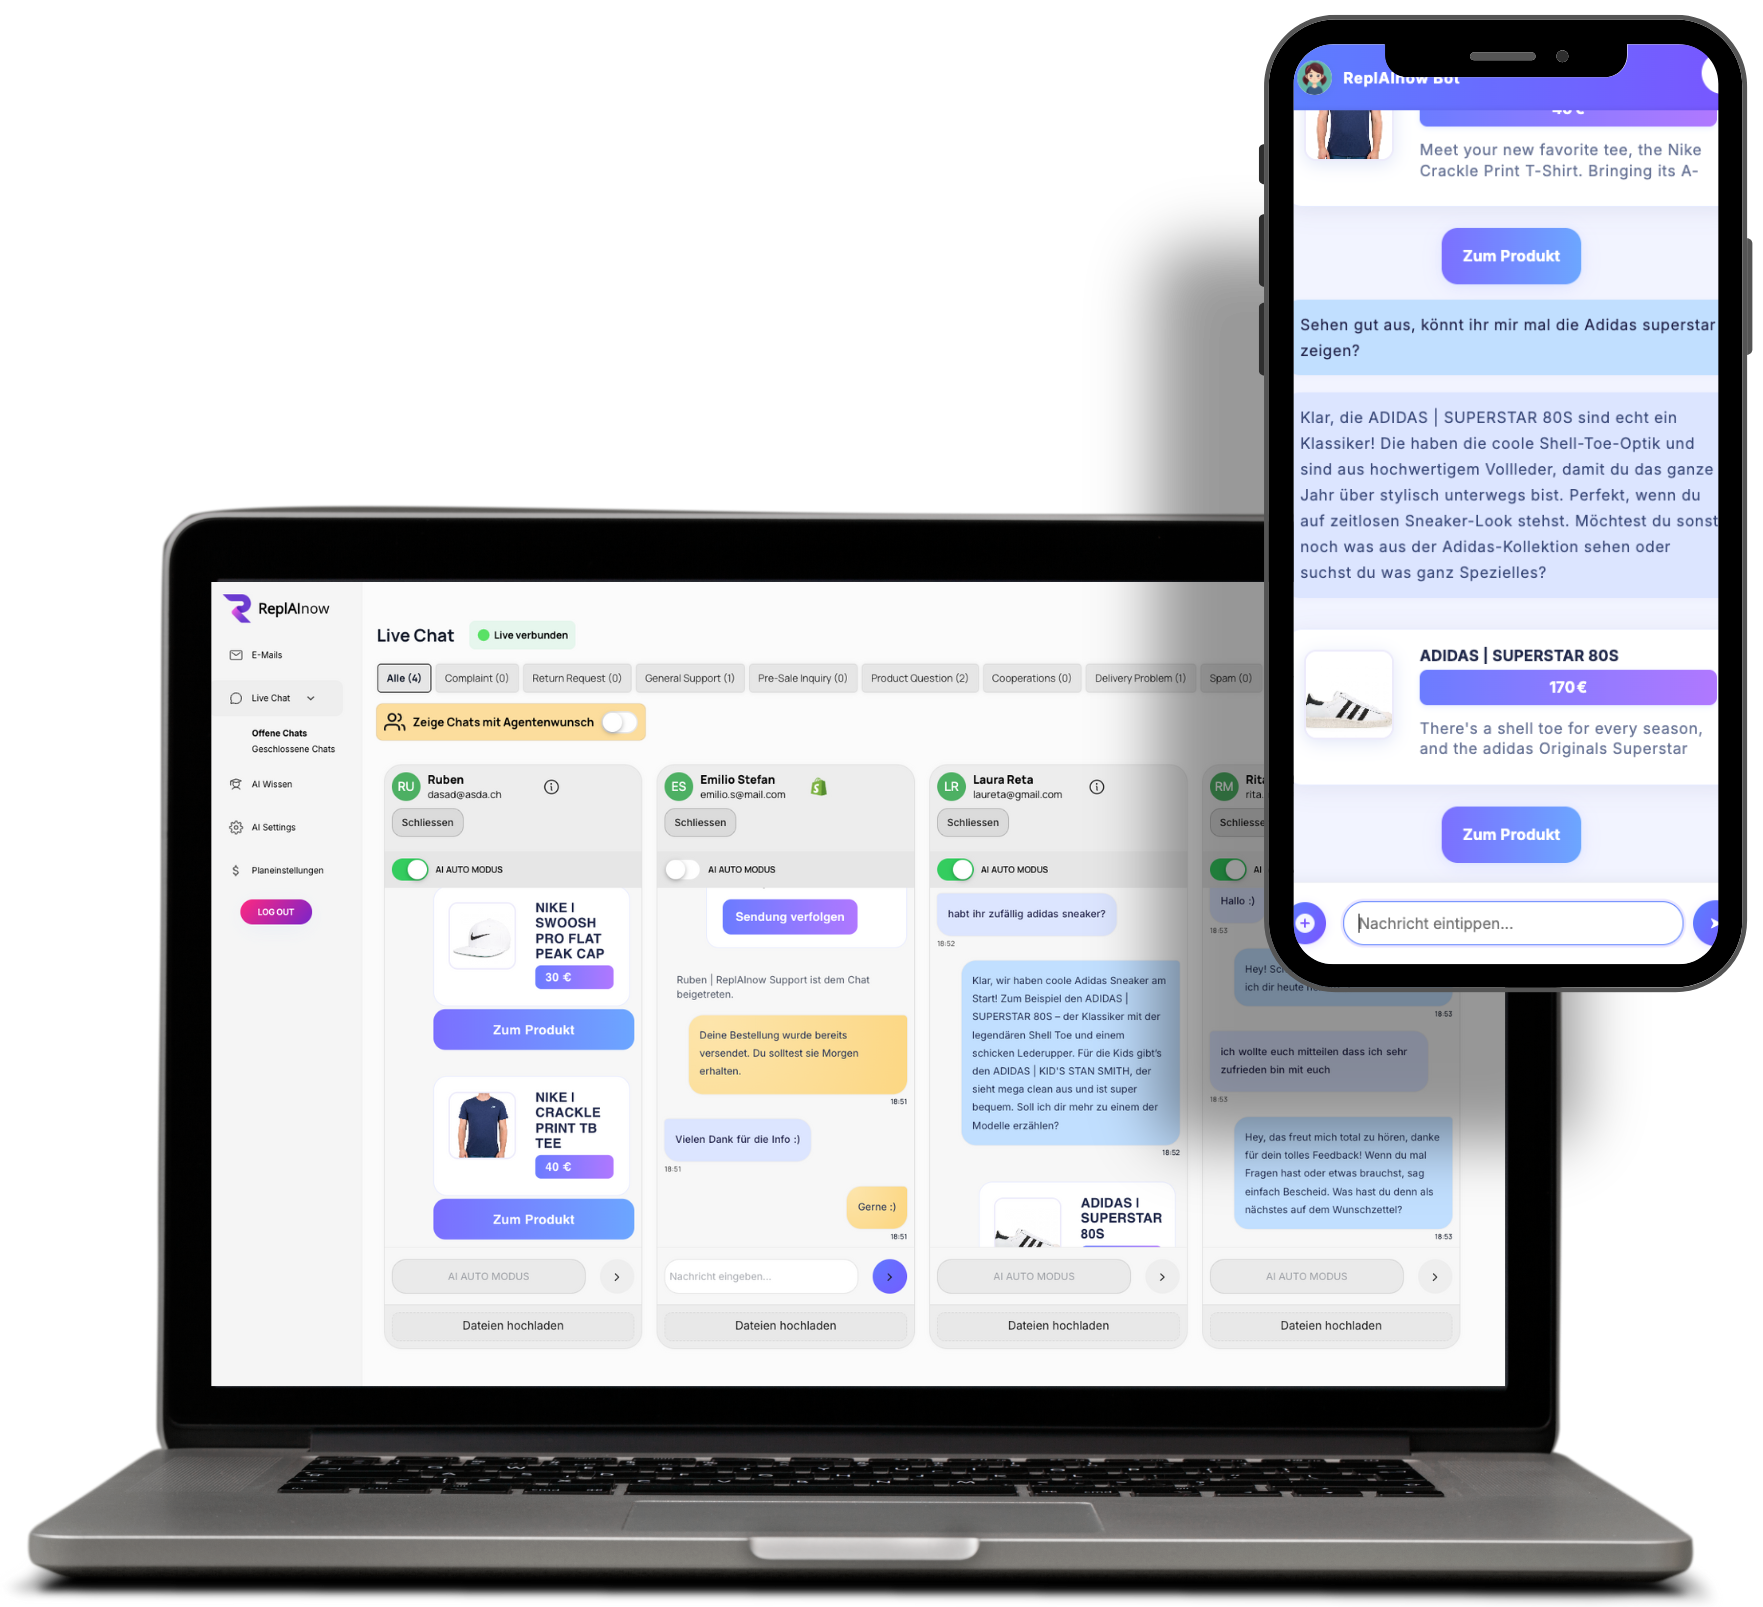 ReplAInow Bot
Meet your new favorite tee, the Nike
Crackle Print T-Shirt. Bringing its A-
Zum Produkt
Sehen gut aus, könnt ihr mir mal die Adidas superstar
zeigen?
Klar, die ADIDAS | SUPERSTAR 80S sind echt ein
Klassiker! Die haben die coole Shell-Toe-Optik und
sind aus hochwertigem Vollleder, damit du das ganze
Jahr über stylisch unterwegs bist. Perfekt, wenn du
auf zeitlosen Sneaker-Look stehst. Möchtest du sonst
noch was aus der Adidas-Kollektion sehen oder
suchst du was ganz Spezielles?
ADIDAS | SUPERSTAR 80S
170€
There's a shell toe for every season,
and the adidas Originals Superstar
Zum Produkt
Nachricht eintippen...
ReplAInow
E-Mails
Live Chat
Offene Chats
Geschlossene Chats
AI Wissen
AI Settings
Planeinstellungen
LOG OUT
Live Chat
Live verbunden
Alle (4)
Complaint (0)
Return Request (0)
General Support (1)
Pre-Sale Inquiry (0)
Product Question (2)
Cooperations (0)
Delivery Problem (1)
Spam (0)
Zeige Chats mit Agentenwunsch
RU
Ruben
dasad@asda.ch
Schliessen
AI AUTO MODUS
NIKE |
SWOOSH
PRO FLAT
PEAK CAP
30 €
Zum Produkt
NIKE |
CRACKLE
PRINT TB
TEE
40 €
Zum Produkt
AI AUTO MODUS
Dateien hochladen
ES
Emilio Stefan
emilio.s@mail.com
Schliessen
AI AUTO MODUS
Sendung verfolgen
Ruben | ReplAInow Support ist dem Chat
beigetreten.
Deine Bestellung wurde bereits
versendet. Du solltest sie Morgen
erhalten.
18:51
Vielen Dank für die Info :)
18:51
Gerne :)
18:51
Nachricht eingeben...
Dateien hochladen
LR
Laura Reta
laureta@gmail.com
Schliessen
AI AUTO MODUS
habt ihr zufällig adidas sneaker?
18:52
Klar, wir haben coole Adidas Sneaker am
Start! Zum Beispiel den ADIDAS |
SUPERSTAR 80S – der Klassiker mit der
legendären Shell Toe und einem
schicken Lederupper. Für die Kids gibt's
den ADIDAS | KID'S STAN SMITH, der
sieht mega clean aus und ist super
bequem. Soll ich dir mehr zu einem der
Modelle erzählen?
18:52
ADIDAS |
SUPERSTAR
80S
AI AUTO MODUS
Dateien hochladen
RM
Rita
rita.
Schliesse
AI
Hallo :)
18:53
Hey!
ich dir heute
18:53
ich wollte euch mitteilen dass ich sehr
zufrieden bin mit euch
18:53
Hey, das freut mich total zu hören, danke
für dein tolles Feedback! Wenn du mal
Fragen hast oder etwas brauchst, sag
einfach Bescheid. Was hast du denn als
nächstes auf dem Wunschzettel?
18:53
AI AUTO MODUS
Dateien hochladen